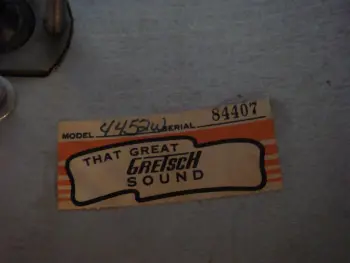 MODEL 4452W SERIAL 84407
THAT GREAT
GRETSCH
SOUND